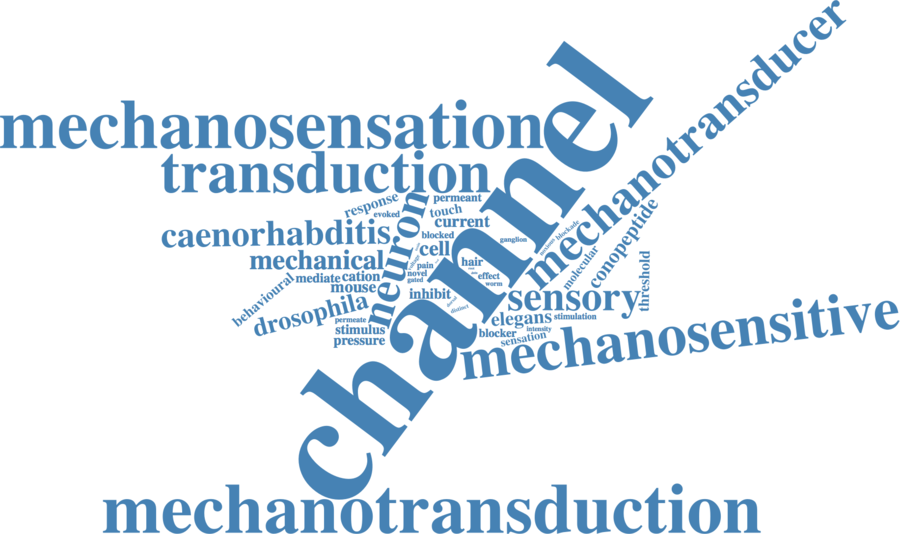 mechanotransducer
mechanosensation
channel
transduction
response
evoked
neuron
permeant
touch
current
conopeptide
caenorhabditis
blocked
cell
ganglion
blockade
mechanical
pain
hair
molecular
threshold
behavioural
mediate
cation
novel
gated
effect
worm
mouse
inhibit
sensory
drosophila
distinct
permeate
elegans
stimulation
stimulus
blocker
intensity
pressure
sensation
mechanosensitive
mechanotransduction